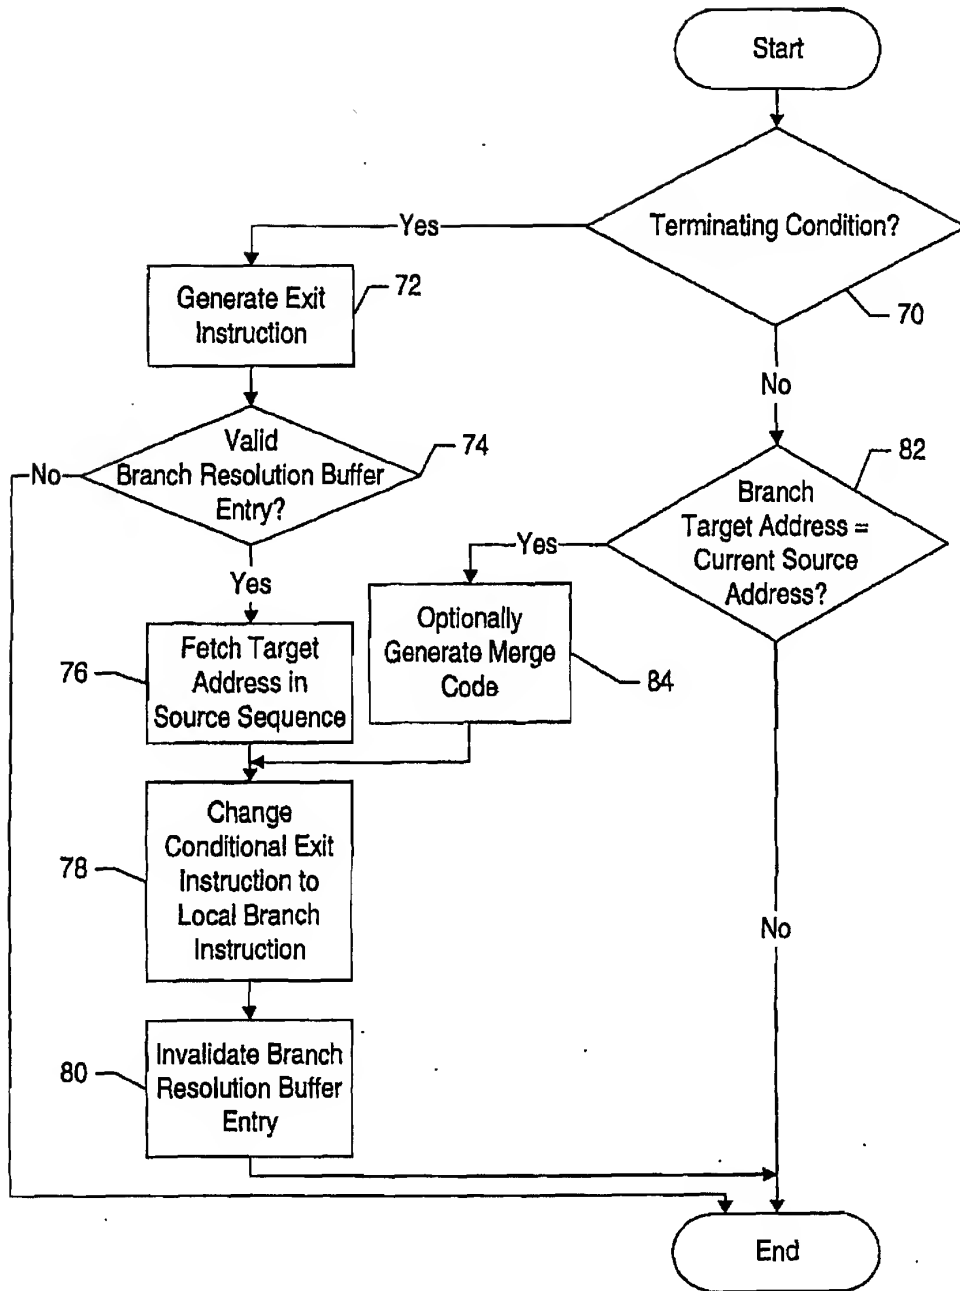 Start
Terminating Condition?
70
Yes
No
Generate Exit
Instruction
72
Valid
Branch Resolution Buffer
Entry?
74
No
Yes
Branch
Target Address =
Current Source
Address?
82
Yes
No
Optionally
Generate Merge
Code
84
Fetch Target
Address in
Source Sequence
76
Change
Conditional Exit
Instruction to
Local Branch
Instruction
78
Invalidate Branch
Resolution Buffer
Entry
80
End